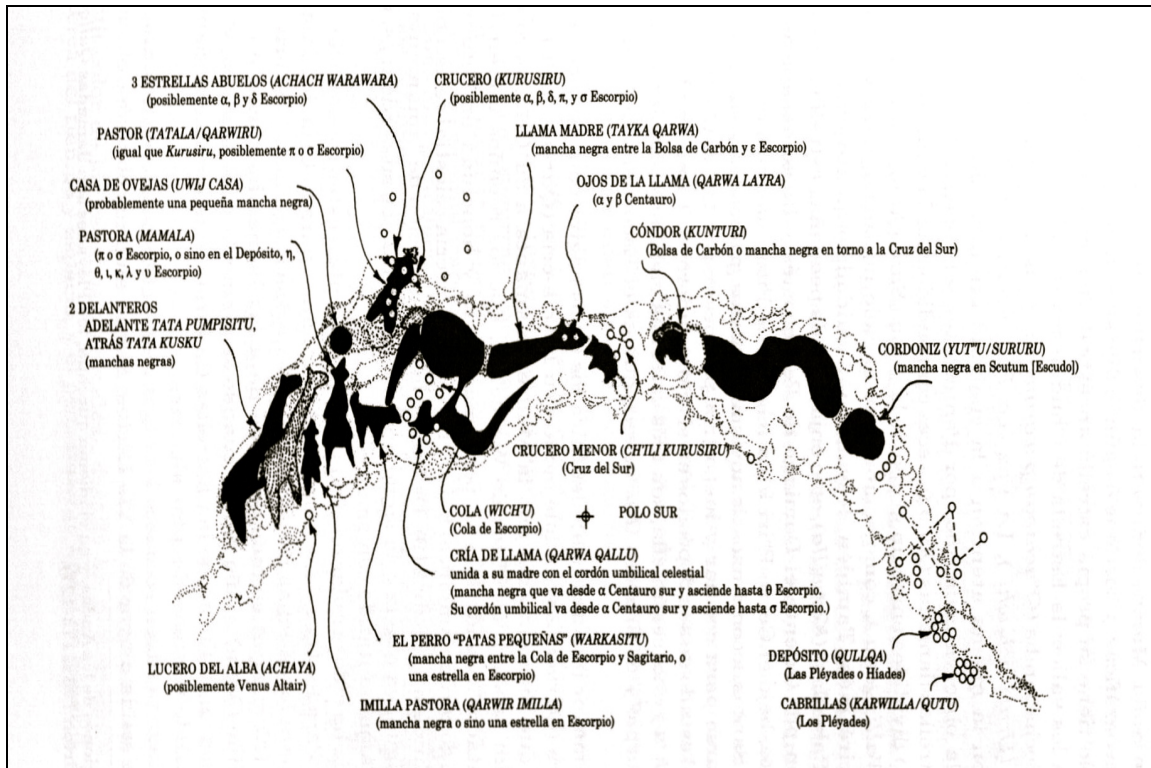 3 ESTRELLAS ABUELOS (ACHACH WARAWARA)
(posiblemente α, β y δ Escorpio)
CRUCERO (KURUSIRU)
(posiblemente α, β, δ, π, y σ Escorpio)
PASTOR (TATALA/QARWIRU)
(igual que Kurusiru, posiblemente π o σ Escorpio)
LLAMA MADRE (TAYKA QARWA)
(mancha negra entre la Bolsa de Carbón y ε Escorpio)
CASA DE OVEJAS (UWIJ CASA)
(probablemente una pequeña mancha negra)
OJOS DE LA LLAMA (QARWA LAYRA)
(α y β Centauro)
PASTORA (MAMALA)
(π o σ Escorpio, o sino en el Depósito, η,
θ, ι, κ, λ y υ Escorpio)
CÓNDOR (KUNTURI)
(Bolsa de Carbón o mancha negra en torno a la Cruz del Sur)
2 DELANTEROS
ADELANTE TATA PUMPISITU,
ATRÁS TATA KUSKU
(manchas negras)
CORDONIZ (YUT"U/SURURU)
(mancha negra en Scutum [Escudo])
CRUCERO MENOR (CH'ILI KURUSIRU)
(Cruz del Sur)
COLA (WICH'U)
(Cola de Escorpio)
POLO SUR
CRÍA DE LLAMA (QARWA QALLU)
unida a su madre con el cordón umbilical celestial
(mancha negra que va desde α Centauro sur y asciende hasta θ Escorpio.
Su cordón umbilical va desde α Centauro sur y asciende hasta σ Escorpio.)
EL PERRO "PATAS PEQUEÑAS" (WARKASITU)
(mancha negra entre la Cola de Escorpio y Sagitario, o
una estrella en Escorpio)
LUCERO DEL ALBA (ACHAYA)
(posiblemente Venus Altair)
DEPÓSITO (QULLQA)
(Las Pléyades o Híades)
IMILLA PASTORA (QARWIR IMILLA)
(mancha negra o sino una estrella en Escorpio)
CABRILLAS (KARWILLA/QUTU)
(Los Pléyades)